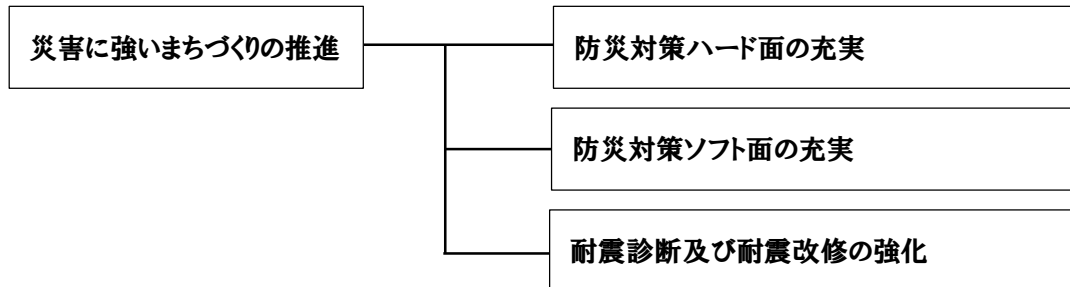 災害に強いまちづくりの推進
防災対策ハード面の充実
防災対策ソフト面の充実
耐震診断及び耐震改修の強化